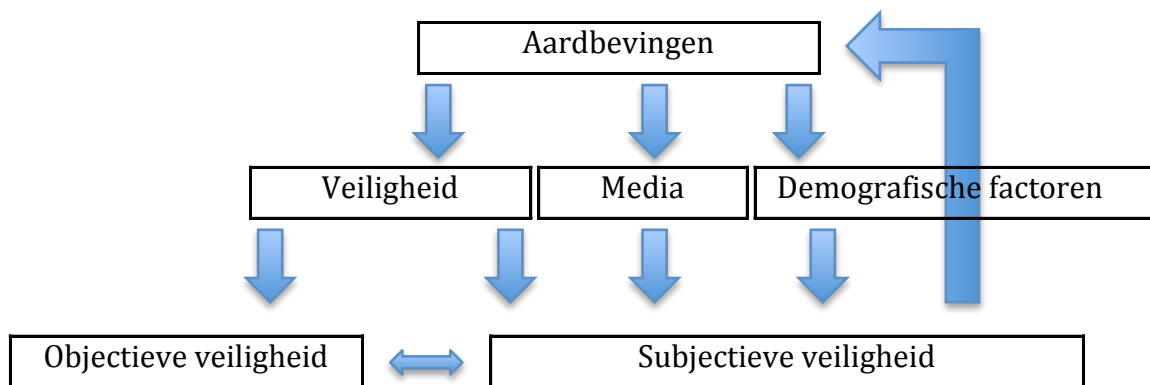 Aardbevingen
Veiligheid
Media
Demografische factoren
Objectieve veiligheid
Subjectieve veiligheid